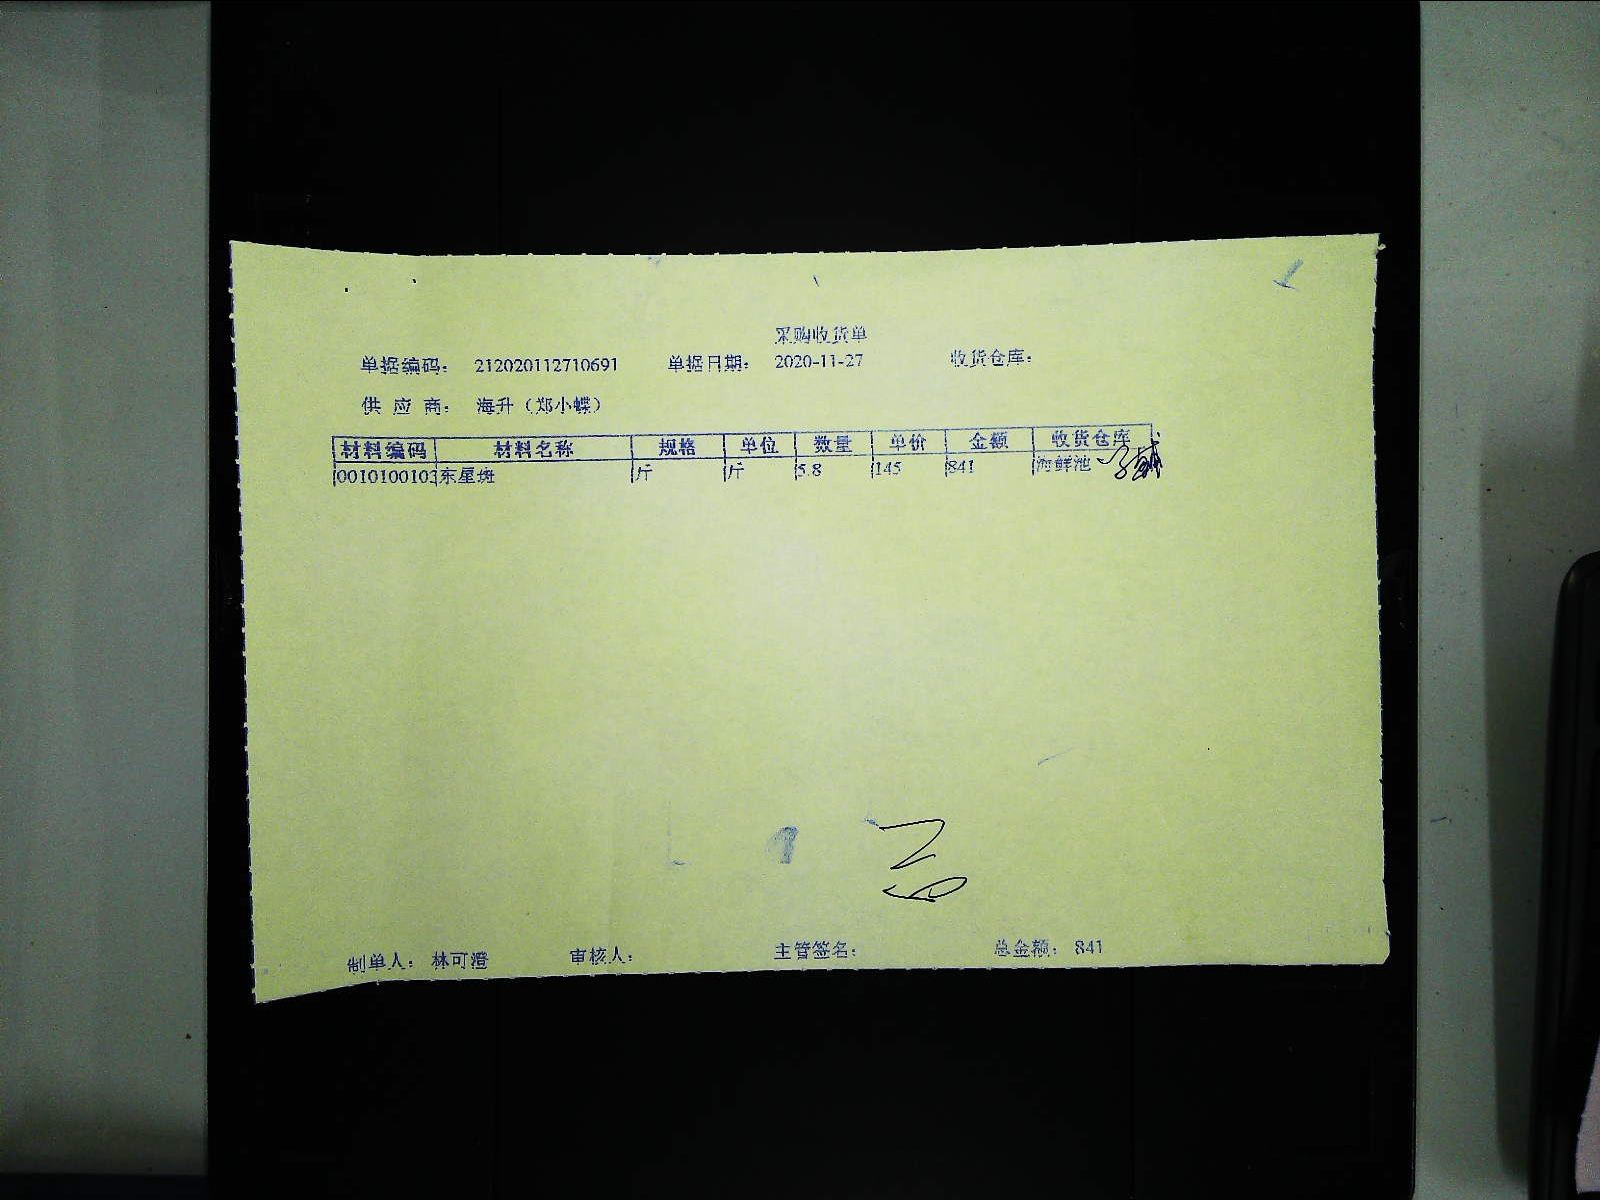 采购收货单
单据编码： 212020112710691 单据日期： 2020-11-27 收货仓库：
供 应 商： 海升（郑小蝶）
材料编码 材料名称 规格 单位 数量 单价 金额 收货仓库
0010100103 东星斑 斤 斤 5.8 145 841 海鲜池
制单人： 林可澄 审核人： 主管签名： 总金额： 841